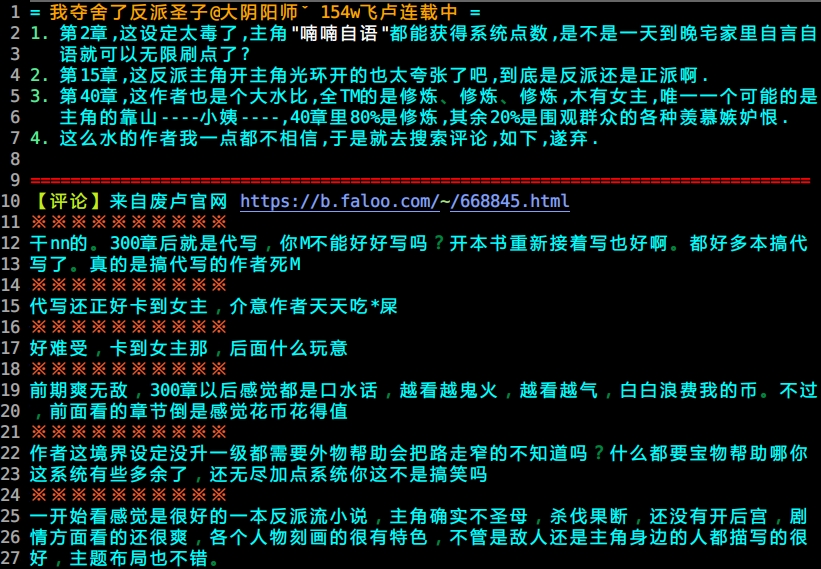 1 = 我夺舍了反派圣子@大阴阳师ˇ 154w飞卢连载中 =
2 1. 第2章,这设定太毒了,主角"喃喃自语"都能获得系统点数,是不是一天到晚宅家里自言自
3 语就可以无限刷点了?
4 2. 第15章,这反派主角开主角光环开的也太夸张了吧,到底是反派还是正派啊.
5 3. 第40章,这作者也是个大水比,全TM的是修炼、修炼、修炼,木有女主,唯一一个可能的是
6 主角的靠山----小姨----,40章里80%是修炼,其余20%是围观群众的各种羡慕嫉妒恨.
7 4. 这么水的作者我一点都不相信,于是就去搜索评论,如下,遂弃.
8
9 ==============================================================================
10 【评论】来自废卢官网 https://b.faloo.com/~/668845.html
11 ※※※※※※※※※※
12 干nn的。300章后就是代写，你M不能好好写吗？开本书重新接着写也好啊。都好多本搞代
13 写了。真的是搞代写的作者死M
14 ※※※※※※※※※※
15 代写还正好卡到女主，介意作者天天吃*屎
16 ※※※※※※※※※※
17 好难受，卡到女主那，后面什么玩意
18 ※※※※※※※※※※
19 前期爽无敌，300章以后感觉都是口水话，越看越鬼火，越看越气，白白浪费我的币。不过
20 ，前面看的章节倒是感觉花币花得值
21 ※※※※※※※※※※
22 作者这境界设定没升一级都需要外物帮助会把路走窄的不知道吗？什么都要宝物帮助哪你
23 这系统有些多余了，还无尽加点系统你这不是搞笑吗
24 ※※※※※※※※※※
25 一开始看感觉是很好的一本反派流小说，主角确实不圣母，杀伐果断，还没有开后宫，剧
26 情方面看的还很爽，各个人物刻画的很有特色，不管是敌人还是主角身边的人都描写的很
27 好，主题布局也不错。